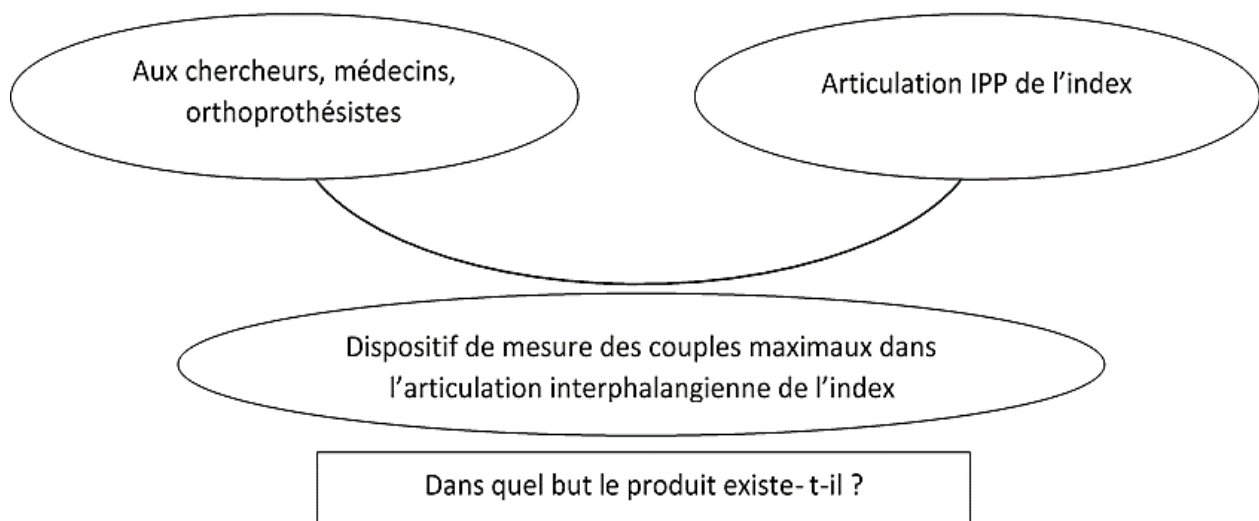 Aux chercheurs, médecins,
orthoprothésistes
Articulation IPP de l'index
Dispositif de mesure des couples maximaux dans
l'articulation interphalangienne de l'index
Dans quel but le produit existe- t-il ?